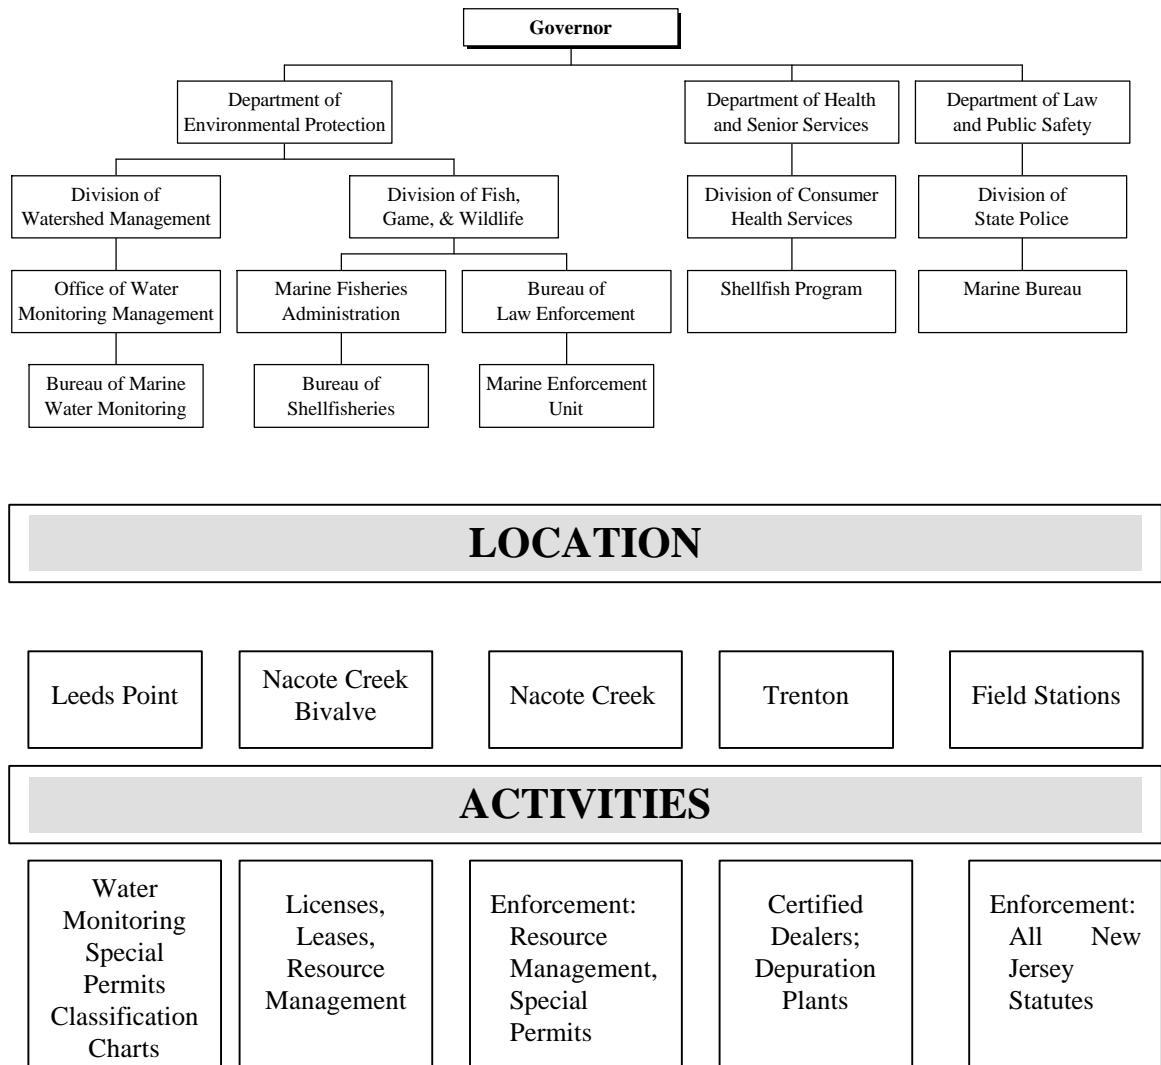 Governor
Department of
Environmental Protection
Department of Health
and Senior Services
Department of Law
and Public Safety
Division of
Watershed Management
Division of Fish,
Game, & Wildlife
Division of Consumer
Health Services
Division of
State Police
Office of Water
Monitoring Management
Marine Fisheries
Administration
Bureau of
Law Enforcement
Shellfish Program
Marine Bureau
Bureau of Marine
Water Monitoring
Bureau of
Shellfisheries
Marine Enforcement
Unit
LOCATION
Leeds Point
Nacote Creek
Bivalve
Nacote Creek
Trenton
Field Stations
ACTIVITIES
Water
Monitoring
Special
Permits
Classification
Charts
Licenses,
Leases,
Resource
Management
Enforcement:
Resource
Management,
Special
Permits
Certified
Dealers;
Depuration
Plants
Enforcement:
All New
Jersey
Statutes